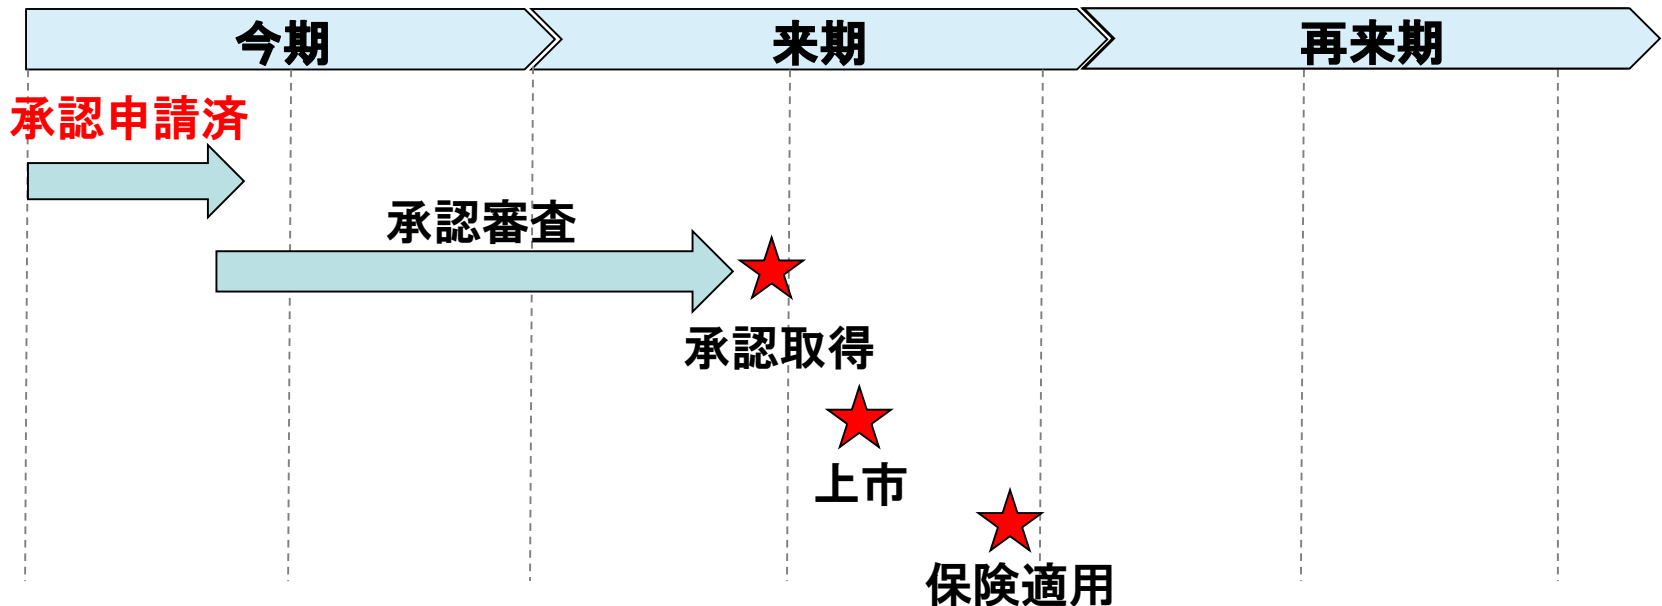 今期
来期
再来期
承認申請済
承認審査
承認取得
上市
保険適用